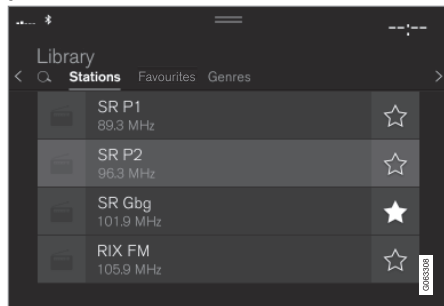 --:--
Library
Stations Favourites Genres
SR P1
89.3 MHz
SR P2
96.3 MHz
SR Gbg
101.9 MHz
RIX FM
105.9 MHz
G063308